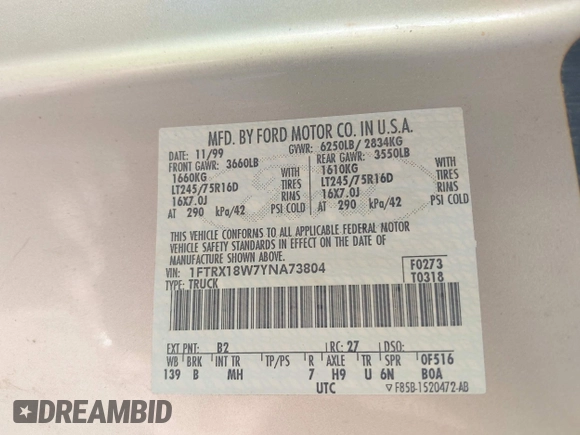 MFD. BY FORD MOTOR CO. IN U.S.A.
DATE: 11/99 GVWR: 6250LB/ 2834KG
FRONT GAWR: 3660LB REAR GAWR: 3550LB
1660KG WITH 1610KG WITH
LT245/75R16D TIRES LT245/75R16D TIRES
16X7.0J RIMS 16X7.0J RIMS
AT 290 kPa/42 PSI COLD AT 290 kPa/42 PSI COLD
THIS VEHICLE CONFORMS TO ALL APPLICABLE FEDERAL MOTOR
VEHICLE SAFETY STANDARDS IN EFFECT ON THE DATE OF
MANUFACTURE SHOWN ABOVE.
VIN: 1FTRX18W7YNA73804 F0273
TYPE: TRUCK T0318
EXT PNT: B2 RC: 27 DSO:
WB BRK INT TR TP/PS R AXLE TR SPR 0F516
139 B MH 7 H9 U 6N BOA
UTC ▽F85B-1520472-AB
DREAMBID